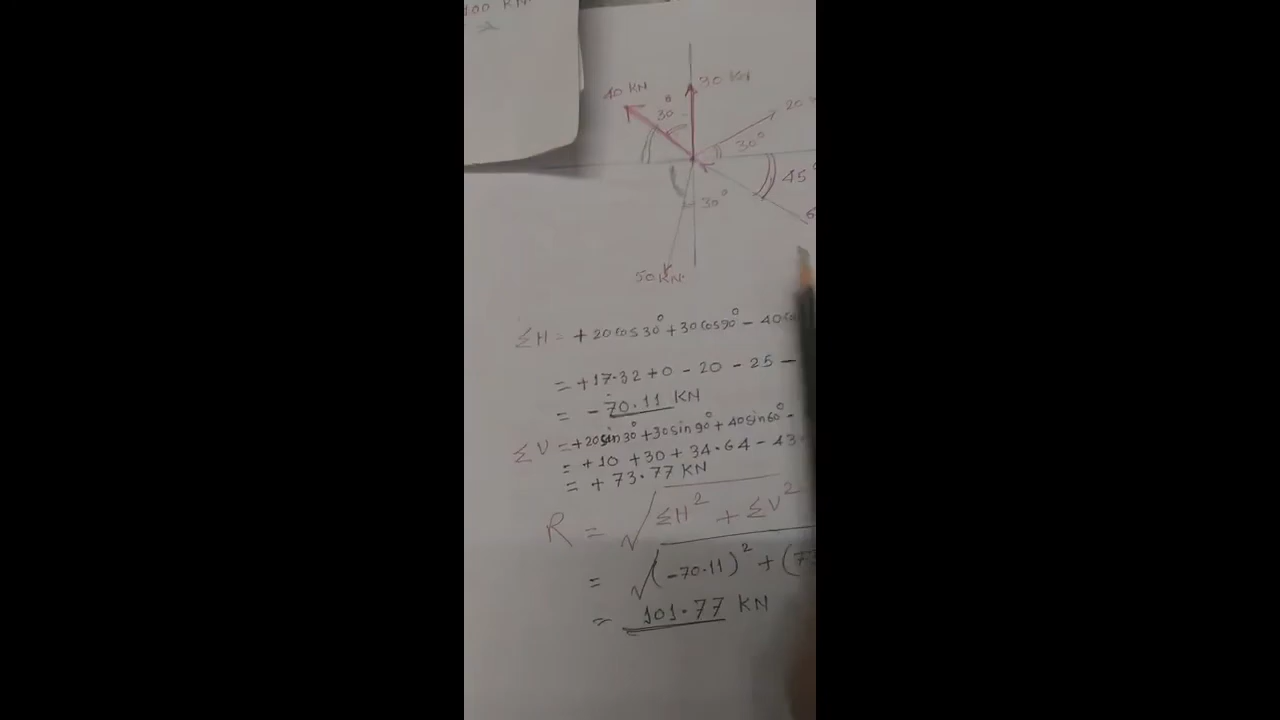 100 KN
40 KN
30 KN
20
30°
30°
45°
30°
50 KN
ΣH = +20cos30° +30cos90° - 40
= +17.32 +0 - 20 - 25 -
= - 70.11 KN
ΣV = +20sin30° +30sin90° + 40sin60° -
= +10 +30 + 34.64 - 43
= + 73.77 KN
R = √ΣH² + ΣV²
= √(-70.11)² + (7
= 101.77 KN